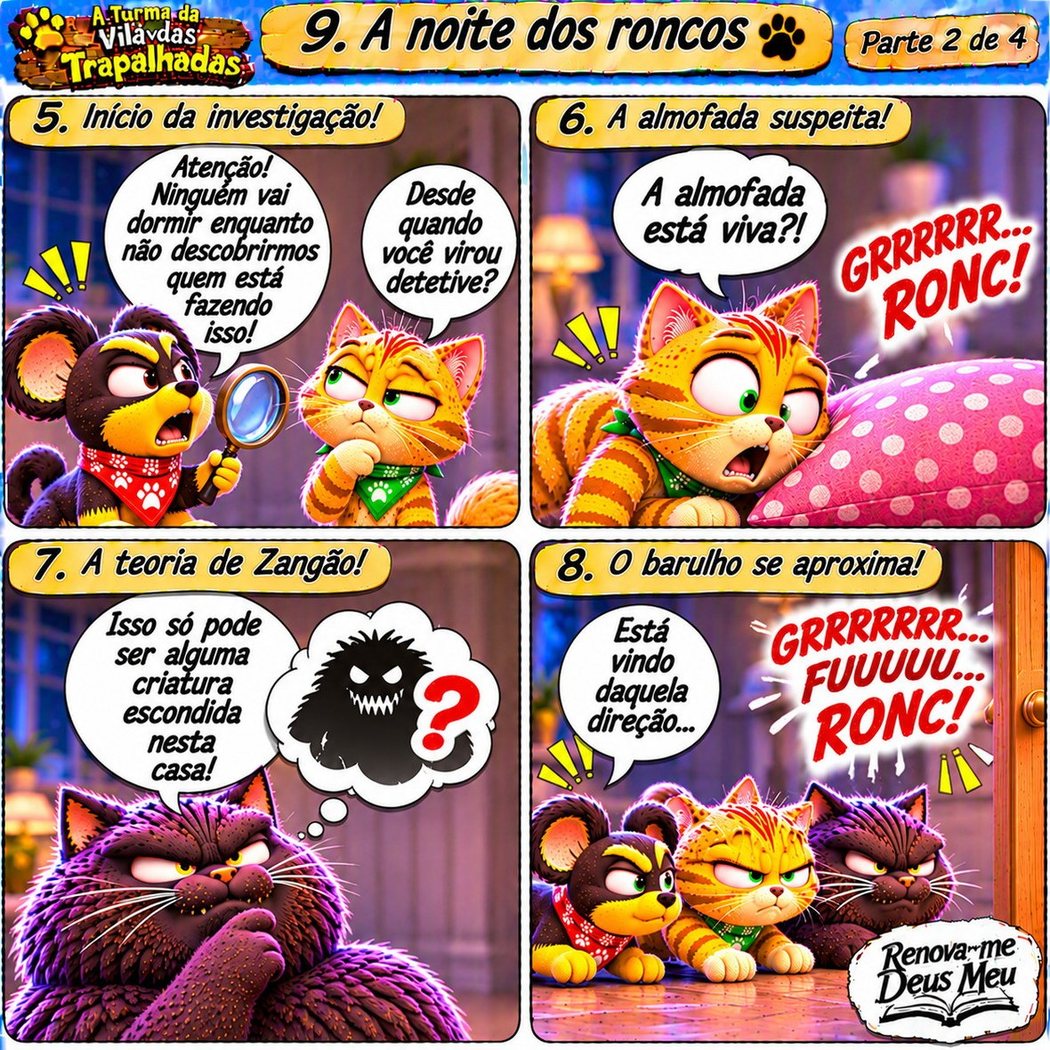 A Turma da
Vila das
Trapalhadas
9. A noite dos roncos
Parte 2 de 4
5. Início da investigação!
Atenção!
Ninguém vai
dormir enquanto
não descobrirmos
quem está
fazendo
isso!
Desde
quando
você virou
detetive?
6. A almofada suspeita!
A almofada
está viva?!
GRRRRRR...
RONC!
7. A teoria de Zangão!
Isso só pode
ser alguma
criatura
escondida
nesta
casa!
?
8. O barulho se aproxima!
Está
vindo
daquela
direção...
GRRRRRRR...
FUUUUU...
RONC!
Renova-me
Deus Meu